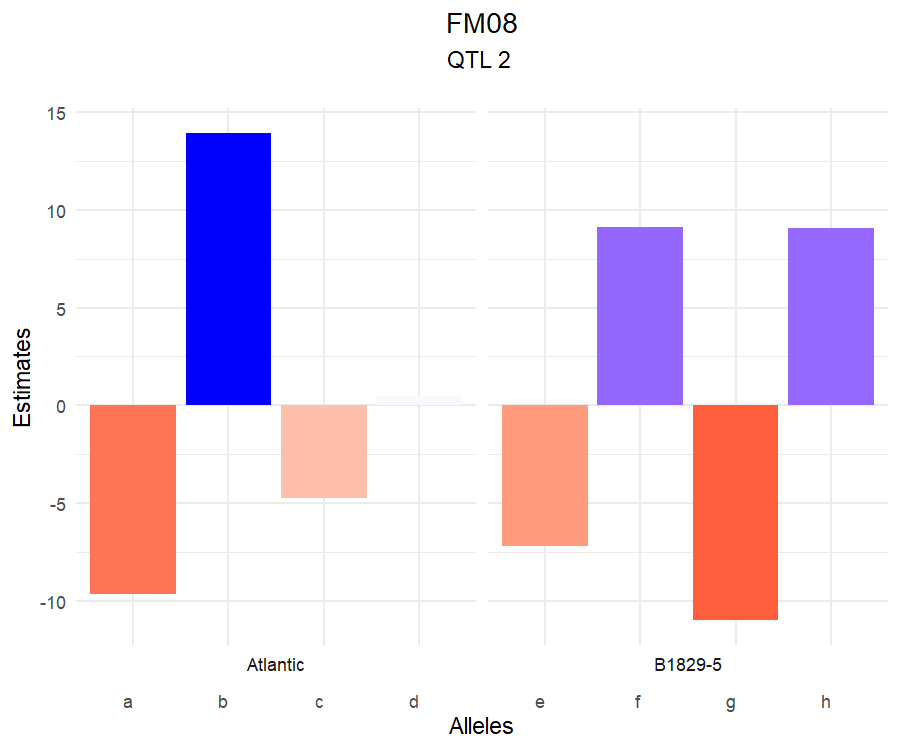 FM08
QTL 2
15
10
5
0
-5
-10
Estimates
Atlantic
B1829-5
a b c d e f g h
Alleles